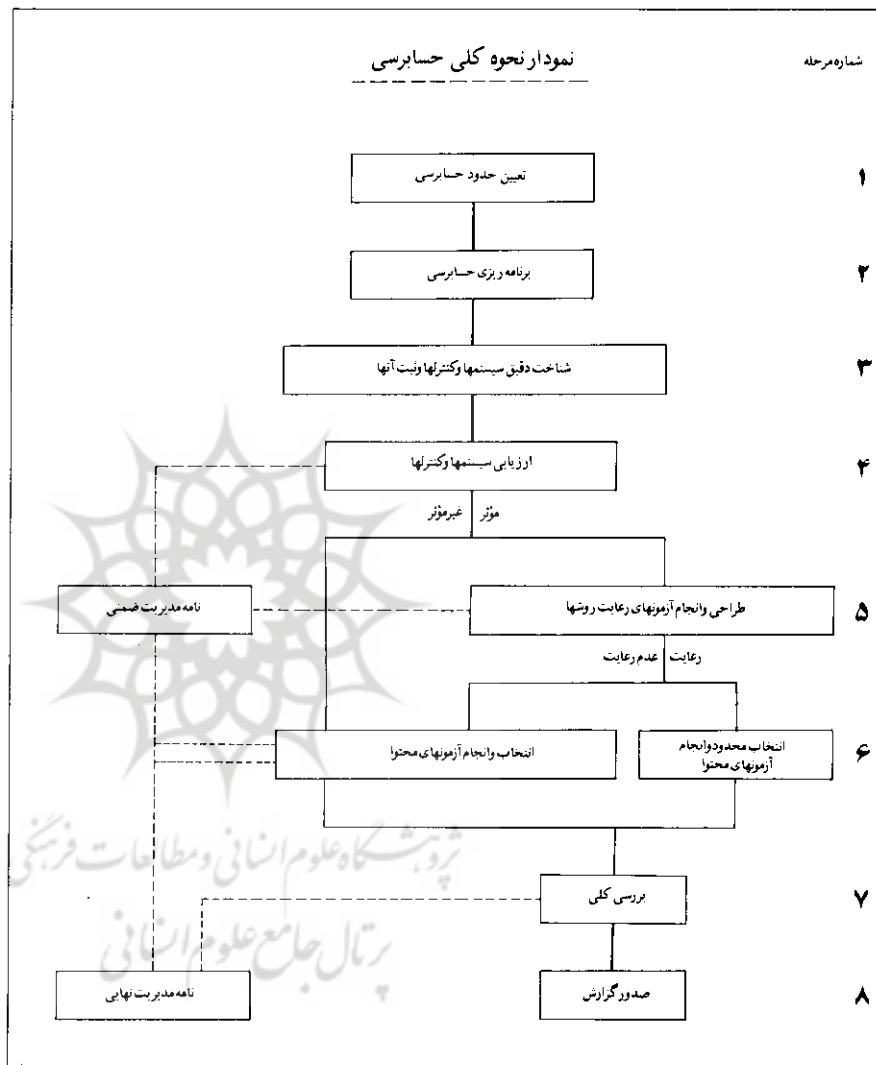 شماره مرحله
نمودار نحوه کلی حسابرسی
۱
تعیین حدود حسابرسی
۲
برنامه ریزی حسابرسی
۳
شناخت دقیق سیستمها وکنترلها وثبت آنها
۴
ارزیابی سیستمها وکنترلها
مؤثر
غیرمؤثر
۵
طراحی وانجام آزمونهای رعایت روشها
نامه مدیریت ضمنی
رعایت
عدم رعایت
۶
انتخاب محدودوانجام
آزمونهای محتوا
انتخاب وانجام آزمونهای محتوا
پژوهشگاه علوم انسانی و مطالعات فرهنگی
۷
بررسی کلی
پرتال جامع علوم انسانی
۸
صدور گزارش
نامه مدیریت نهایی